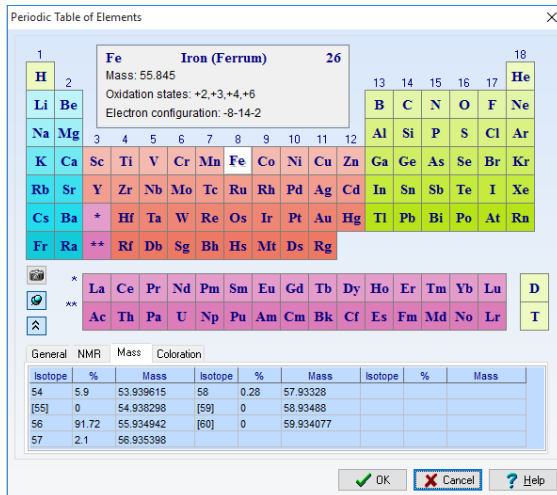 Periodic Table of Elements
1 18
Fe Iron (Ferrum) 26
Mass: 55.845
Oxidation states: +2,+3,+4,+6
Electron configuration: -8-14-2
H 2 13 14 15 16 17 He
Li Be B C N O F Ne
Na Mg 3 4 5 6 7 8 9 10 11 12 Al Si P S Cl Ar
K Ca Sc Ti V Cr Mn Fe Co Ni Cu Zn Ga Ge As Se Br Kr
Rb Sr Y Zr Nb Mo Tc Ru Rh Pd Ag Cd In Sn Sb Te I Xe
Cs Ba * Hf Ta W Re Os Ir Pt Au Hg Tl Pb Bi Po At Rn
Fr Ra ** Rf Db Sg Bh Hs Mt Ds Rg
* La Ce Pr Nd Pm Sm Eu Gd Tb Dy Ho Er Tm Yb Lu D
** Ac Th Pa U Np Pu Am Cm Bk Cf Es Fm Md No Lr T
General NMR Mass Coloration
Isotope % Mass Isotope % Mass Isotope % Mass
54 5.9 53.939615 58 0.28 57.93328
[55] 0 54.938298 [59] 0 58.93488
56 91.72 55.934942 [60] 0 59.934077
57 2.1 56.935398
OK Cancel ? Help